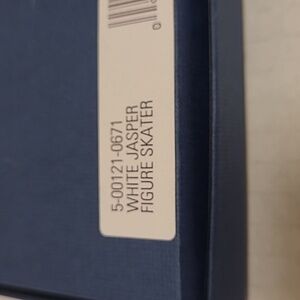 5-00121-0671
WHITE JASPER
FIGURE SKATER